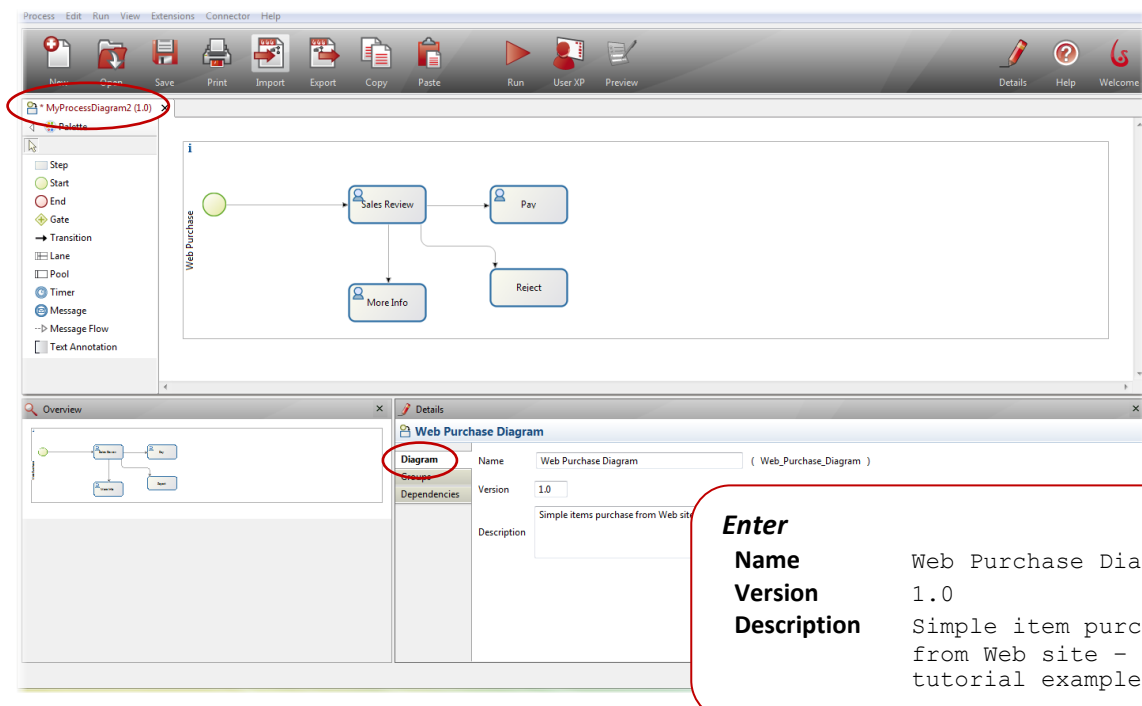 Process Edit Run View Extensions Connector Help
New Open Save Print Import Export Copy Paste Run User XP Preview Details Help Welcome
* MyProcessDiagram2 (1.0)
Palette
Step
Start
End
Gate
Transition
Lane
Pool
Timer
Message
Message Flow
Text Annotation
Web Purchase
Sales Review
Pay
More Info
Reject
Overview
Details
Web Purchase Diagram
Diagram
Groups
Dependencies
Name Web Purchase Diagram ( Web_Purchase_Diagram )
Version 1.0
Description Simple items purchase from Web site
Enter
Name Web Purchase Dia
Version 1.0
Description Simple item purc
from Web site –
tutorial example